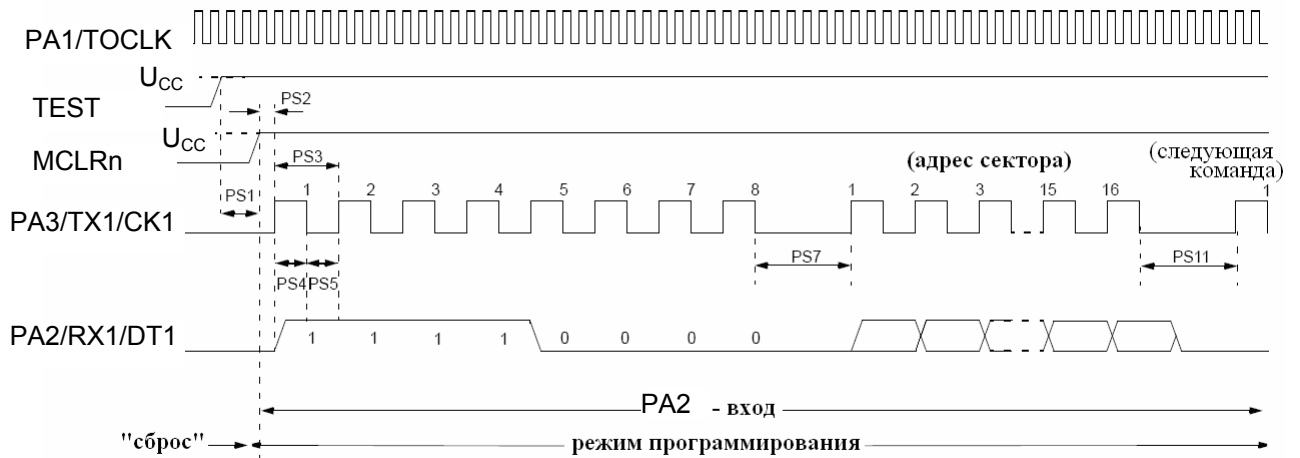 PA1/TOCLK
UCC
TEST
PS2
UCC
MCLRn
PS3
(адрес сектора)
(следующая
команда)
PS1
1 2 3 4 5 6 7 8 1 2 3 15 16 1
PA3/TX1/CK1
PS4 PS5
PS7
PS11
PA2/RX1/DT1
1 1 1 1 0 0 0 0
PA2 - вход
"сброс"
режим программирования